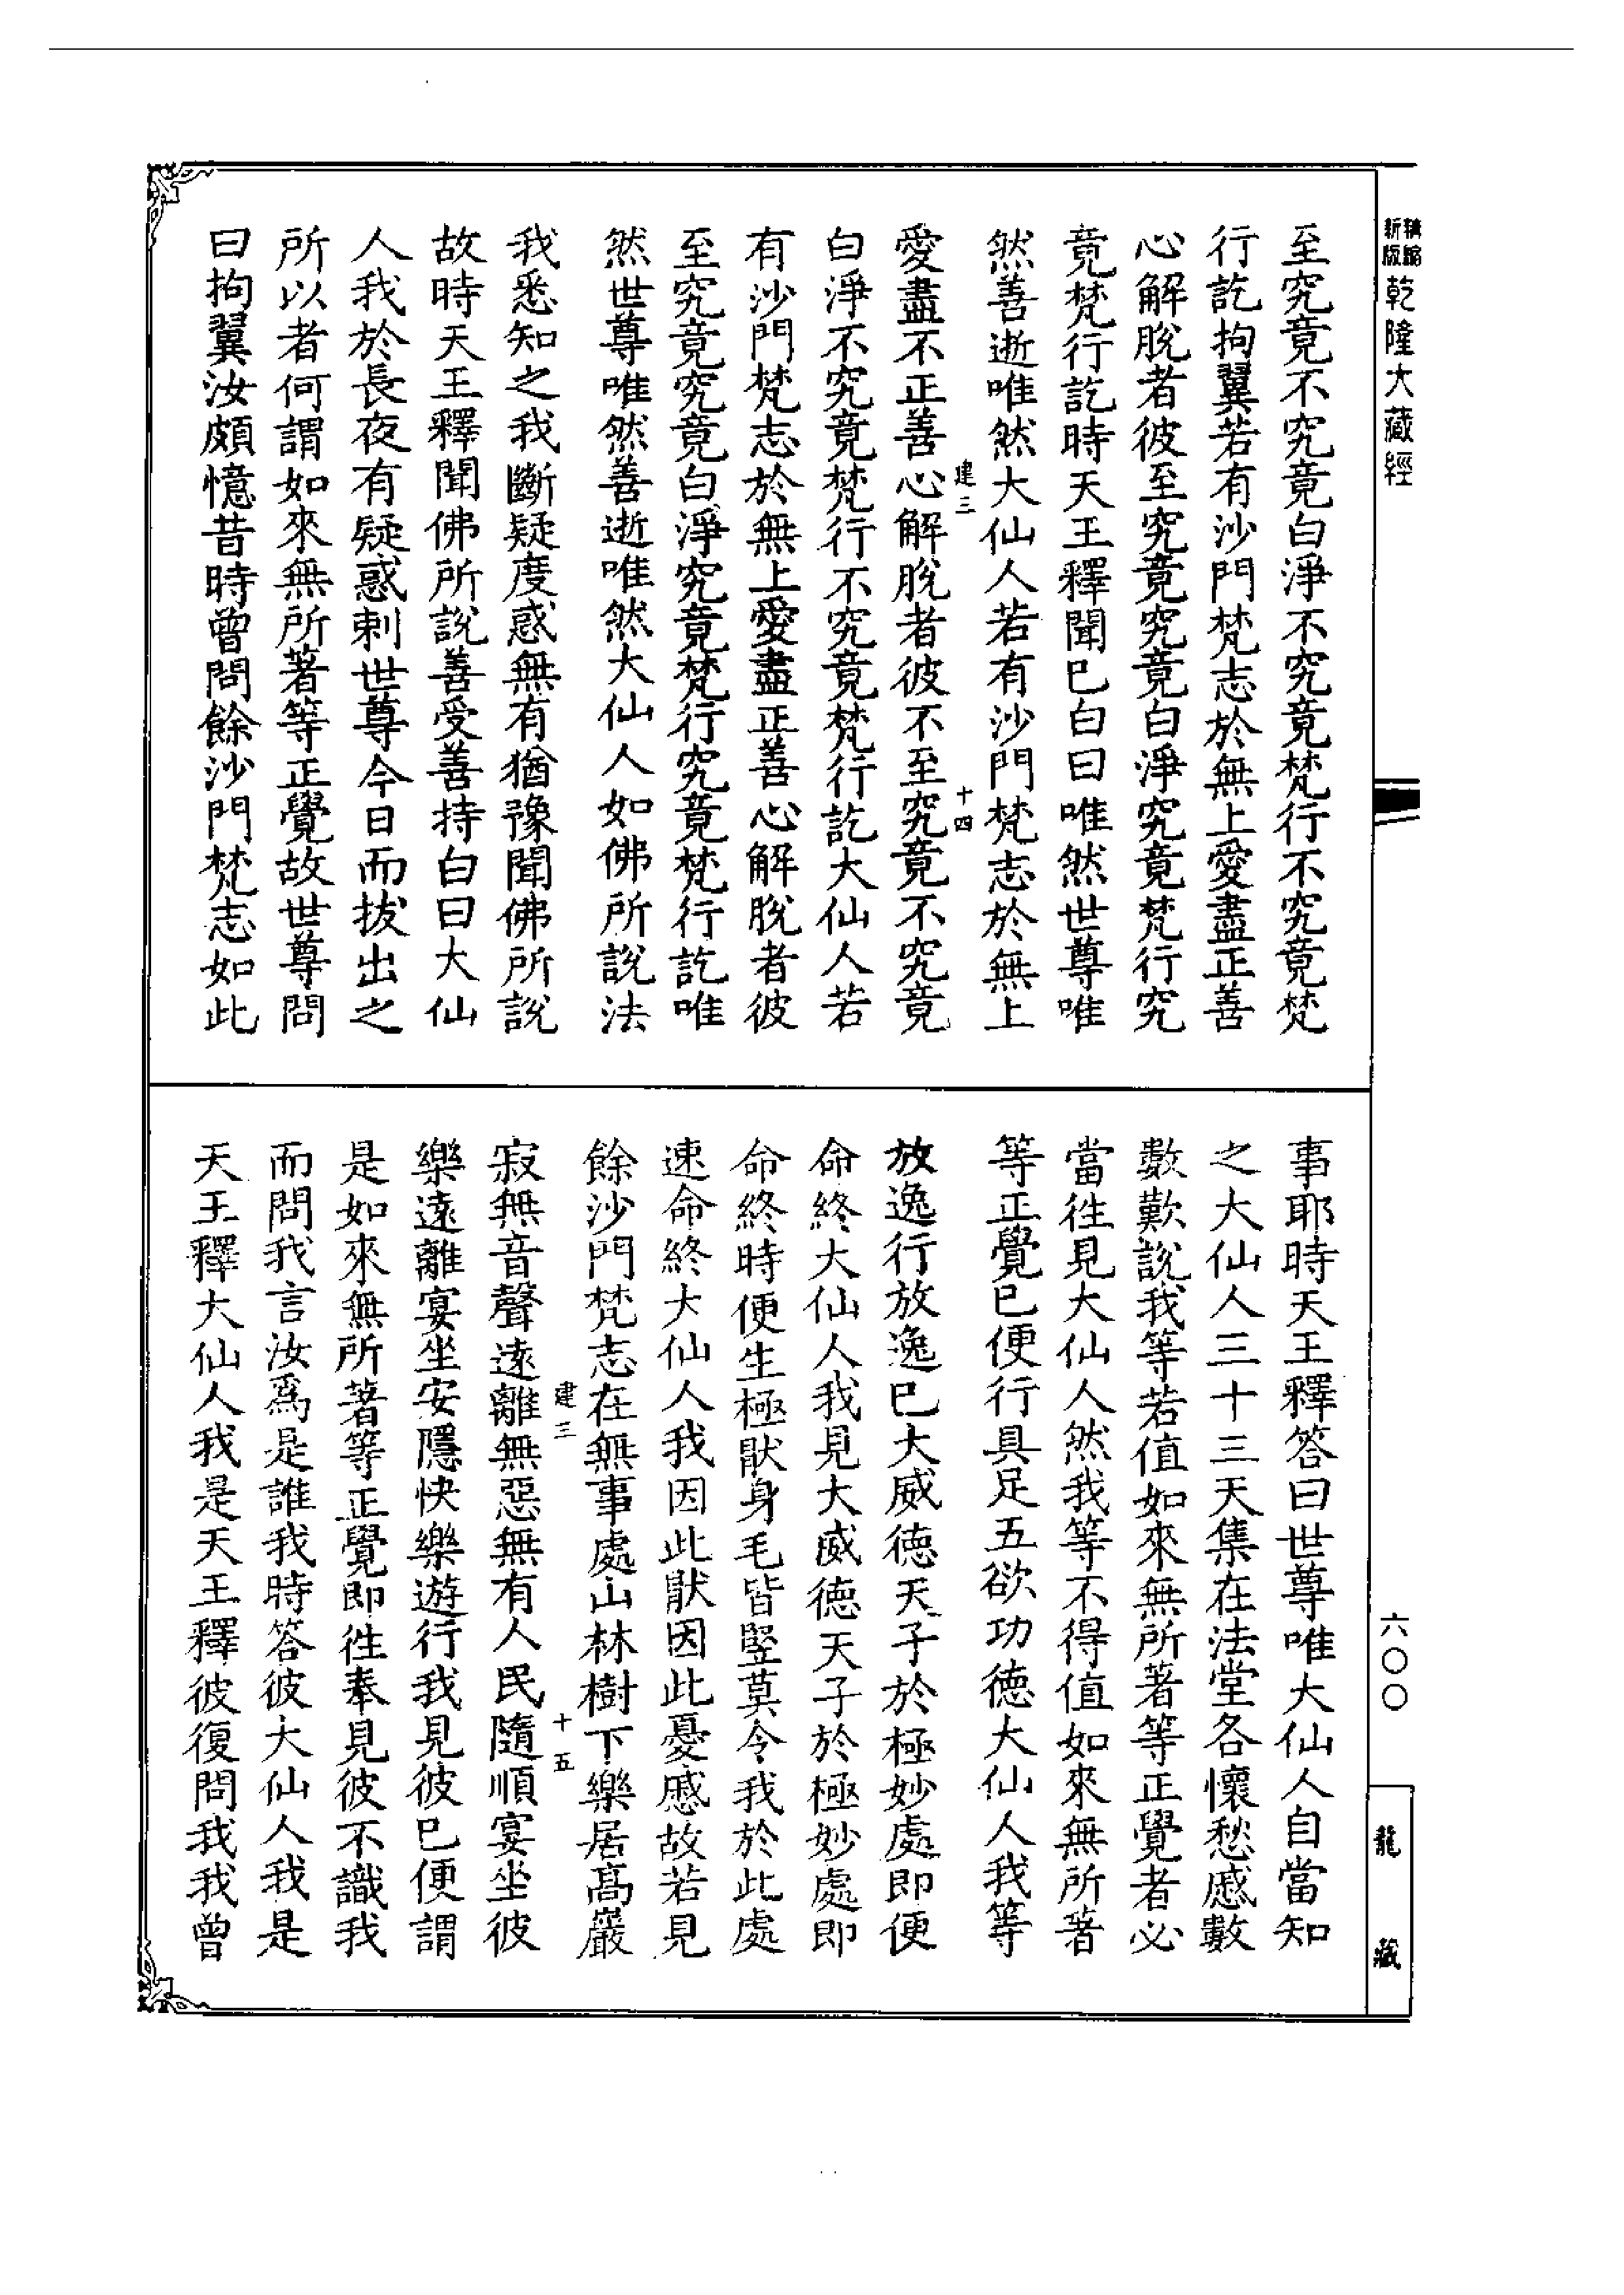 新版精縮乾隆大藏經
至究竟不究竟白淨不究竟梵行不究竟梵
行訖拘翼若有沙門梵志於無上愛盡正善
心解脫者彼至究竟究竟白淨究竟梵行究
竟梵行訖時天王釋聞已白曰唯然世尊唯
然善逝唯然大仙人若有沙門梵志於無上
建三 十四
愛盡不正善心解脫者彼不至究竟不究竟
白淨不究竟梵行不究竟梵行訖大仙人若
有沙門梵志於無上愛盡正善心解脫者彼
至究竟究竟白淨究竟梵行究竟梵行訖唯
然世尊唯然善逝唯然大仙人如佛所說法
我悉知之我斷疑度惑無有猶豫聞佛所說
故時天王釋聞佛所說善受善持白曰大仙
人我於長夜有疑惑刺世尊今日而拔出之
所以者何謂如來無所著等正覺故世尊問
曰拘翼汝頗憶昔時曾問餘沙門梵志如此
六〇〇
龍藏
事耶時天王釋答曰世尊唯大仙人自當知
之大仙人三十三天集在法堂各懷愁慼數
數歎說我等若值如來無所著等正覺者必
當往見大仙人然我等不得值如來無所著
等正覺已便行具足五欲功德大仙人我等
放逸行放逸已大威德天子於極妙處即便
命終大仙人我見大威德天子於極妙處即
命終時便生極猒身毛皆竪莫令我於此處
速命終大仙人我因此猒因此憂慼故若見
餘沙門梵志在無事處山林樹下樂居高巖
建三 十五
寂無音聲遠離無惡無有人民隨順宴坐彼
樂遠離宴坐安隱快樂遊行我見彼已便謂
是如來無所著等正覺即往奉見彼不識我
而問我言汝爲是誰我時答彼大仙人我是
天王釋大仙人我是天王釋彼復問我我曾